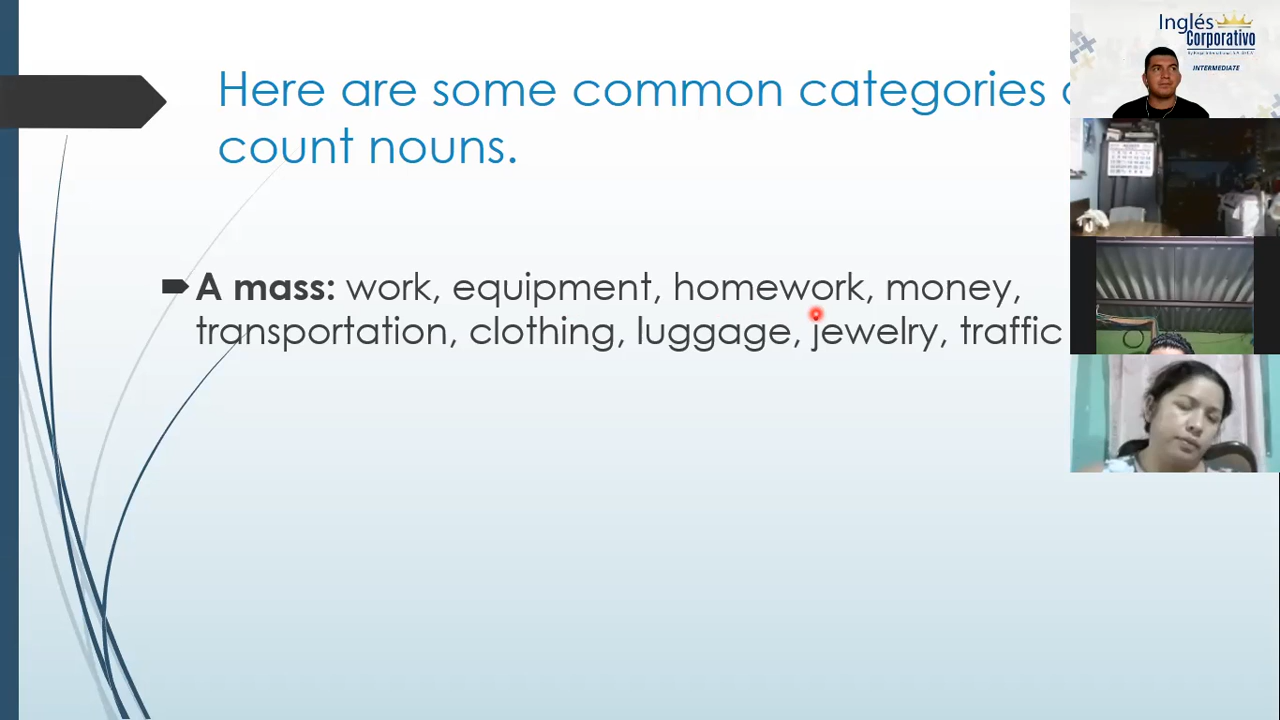 Here are some common categories
count nouns.
A mass: work, equipment, homework, money,
transportation, clothing, luggage, jewelry, traffic
Inglés
Corporativo
INTERMEDIATE